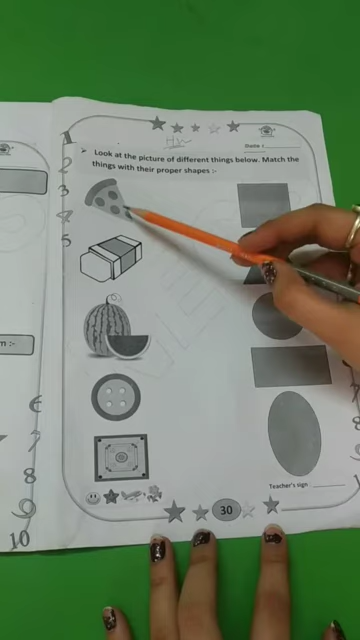 H.W
Date :
1
➤ Look at the picture of different things below. Match the
things with their proper shapes :-
2
3
4
5
m :-
6
7
8
9
10
Teacher's sign
30